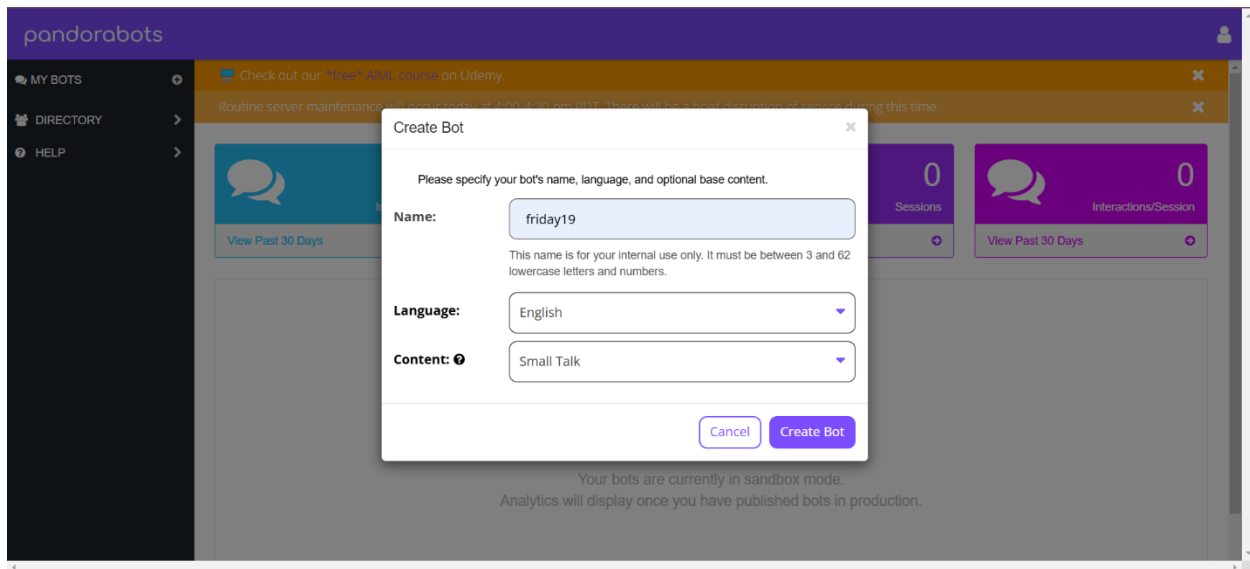 pandorabots
MY BOTS
DIRECTORY
HELP
Check out our *free* AIML course on Udemy.
Routine server maintenance will occur today at 4:00-4:30 pm PDT. There will be a brief disruption of service during this time.
Create Bot
Please specify your bot's name, language, and optional base content.
Name:
friday19
This name is for your internal use only. It must be between 3 and 62
lowercase letters and numbers.
Language:
English
Content:
Small Talk
Cancel
Create Bot
View Past 30 Days
0
Sessions
0
Interactions/Session
View Past 30 Days
Your bots are currently in sandbox mode.
Analytics will display once you have published bots in production.